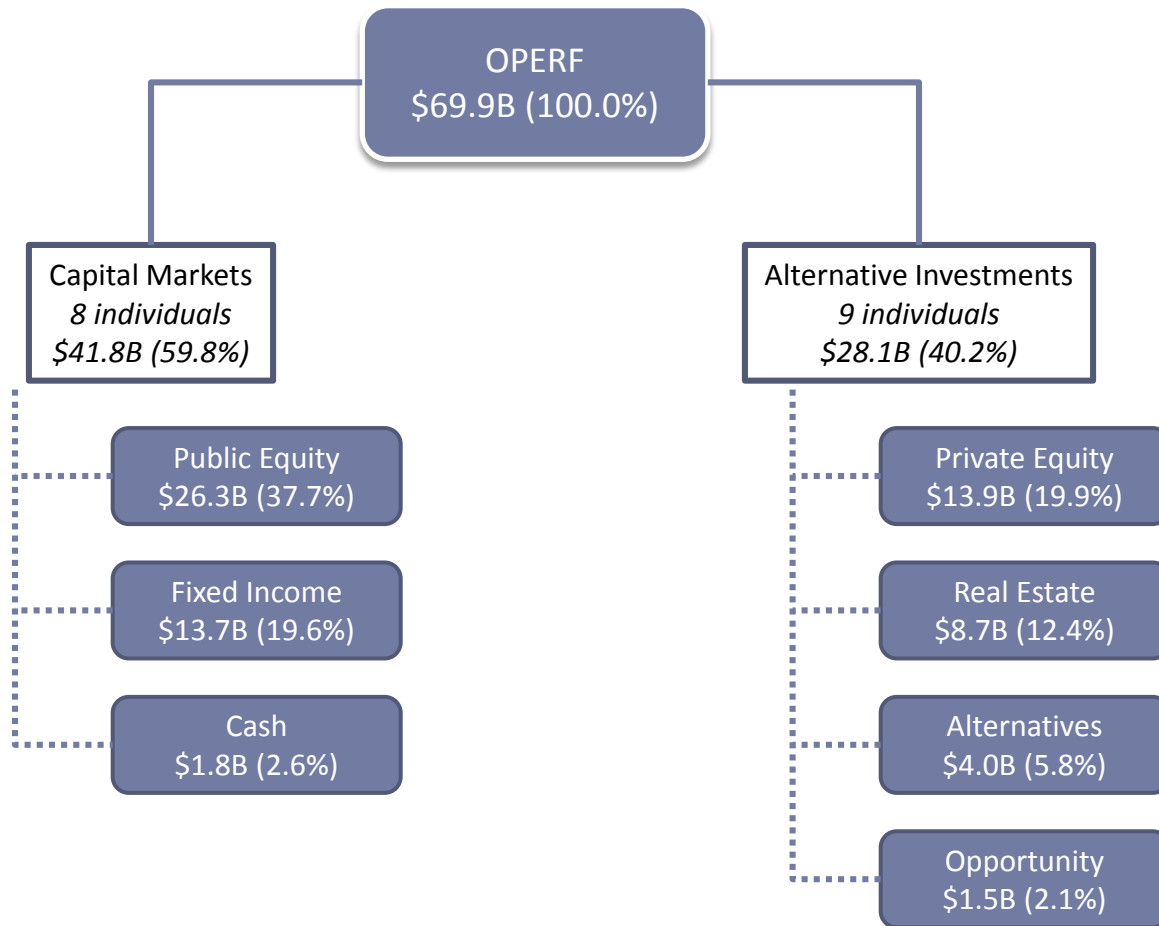 OPERF
$69.9B (100.0%)
Capital Markets
8 individuals
$41.8B (59.8%)
Public Equity
$26.3B (37.7%)
Fixed Income
$13.7B (19.6%)
Cash
$1.8B (2.6%)
Alternative Investments
9 individuals
$28.1B (40.2%)
Private Equity
$13.9B (19.9%)
Real Estate
$8.7B (12.4%)
Alternatives
$4.0B (5.8%)
Opportunity
$1.5B (2.1%)